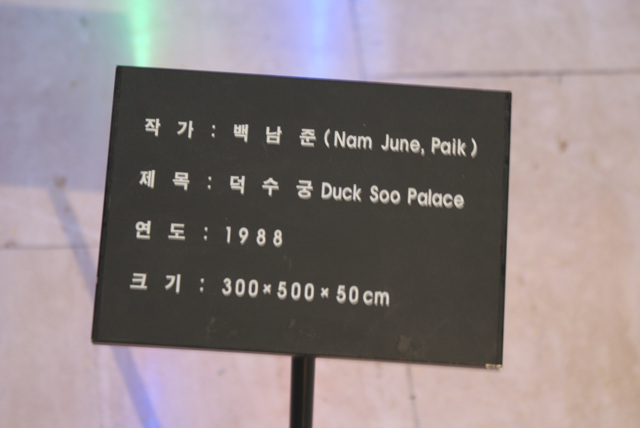 작 가 : 백 남 준 (Nam June, Paik)
제 목 : 덕 수 궁 Duck Soo Palace
연 도 : 1988
크 기 : 300×500×50cm